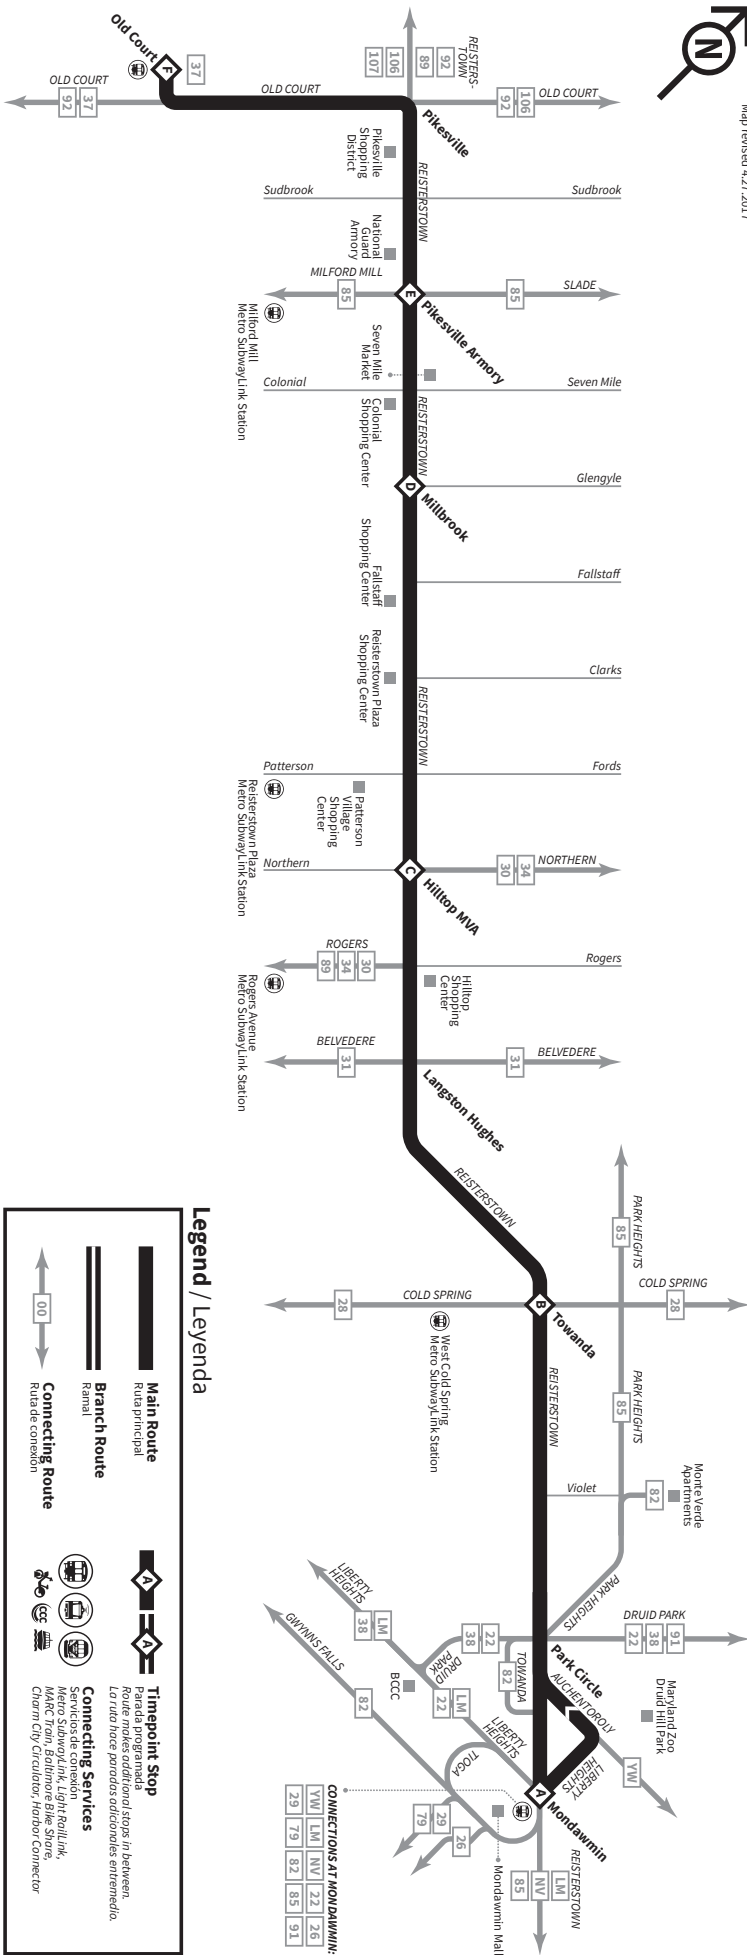 Map revised 4.27.2017
N
Old Court
F
37
OLD COURT
92
37
OLD COURT
REISTERS-
TOWN
107
106
89
92
92
106
OLD COURT
Pikesville
Pikesville
Shopping
District
REISTERSTOWN
Sudbrook
Sudbrook
National
Guard
Armory
MILFORD MILL
85
E
85
SLADE
Pikesville Armory
Milford Mill
Metro SubwayLink Station
Seven Mile
Market
Colonial
Seven Mile
Colonial
Shopping Center
REISTERSTOWN
D
Millbrook
Glengyle
Fallstaff
Shopping Center
Fallstaff
Reisterstown Plaza
Shopping Center
Clarks
REISTERSTOWN
Patterson
Fords
Reisterstown Plaza
Metro SubwayLink Station
Patterson
Village
Shopping
Center
Northern
C
30
34
NORTHERN
Hilltop MVA
ROGERS
89
34
30
Rogers
Rogers Avenue
Metro SubwayLink Station
Hilltop
Shopping
Center
BELVEDERE
31
31
BELVEDERE
Langston Hughes
REISTERSTOWN
PARK HEIGHTS
85
28
COLD SPRING
B
COLD SPRING
28
Towanda
West Cold Spring
Metro SubwayLink Station
REISTERSTOWN
PARK HEIGHTS
85
Violet
82
Monte Verde
Apartments
PARK HEIGHTS
LIBERTY
HEIGHTS
38
LM
38
22
DRUID
PARK
DRUID PARK
22
38
91
Park Circle
TOWANDA
82
AUCHENTOROLY
Maryland Zoo
Druid Hill Park
GWYNNS FALLS
82
BCCC
22
LM
LIBERTY
HEIGHTS
TIOGA
LIBERTY
HEIGHTS
YW
A
Mondawmin
79
29
26
Mondawmin Mall
85
NV
LM
REISTERSTOWN
CONNECTIONS AT MONDAWMIN:
YW LM NV 22 26
29 79 82 85 91
Legend / Leyenda
Main Route
Ruta principal
Branch Route
Ramal
00
Connecting Route
Ruta de conexión
A
A
Timepoint Stop
Parada programada
Route makes additional stops in between.
La ruta hace paradas adicionales entremedio.
CCC
Connecting Services
Servicios de conexión
Metro SubwayLink, Light RailLink,
MARC Train, Baltimore Bike Share,
Charm City Circulator, Harbor Connector